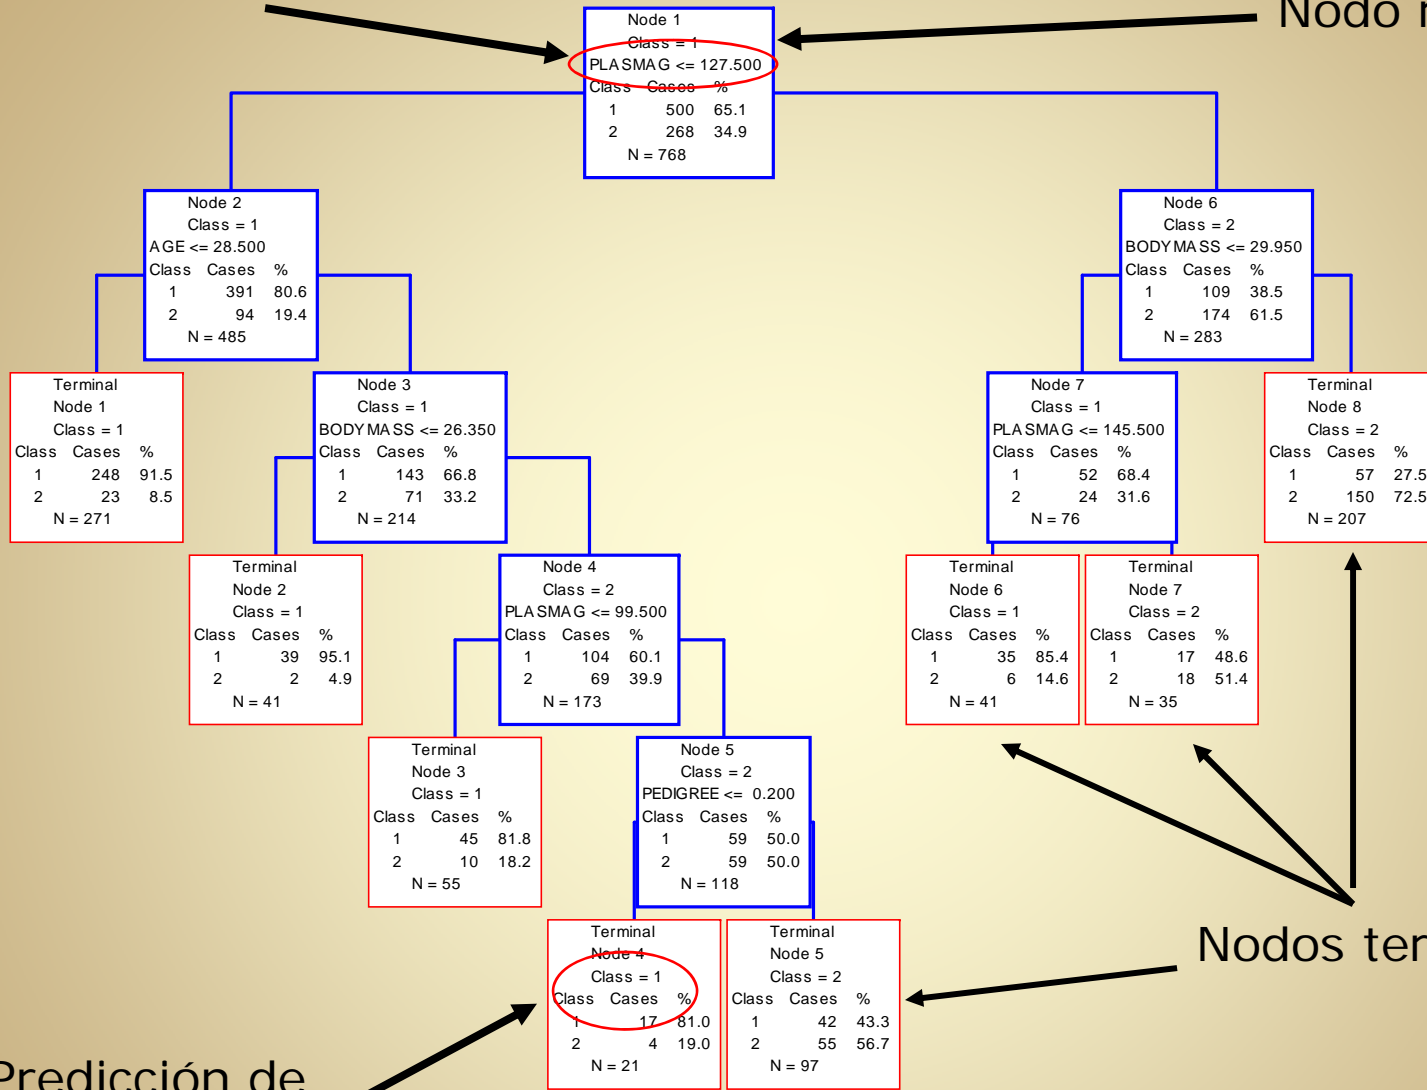 Nodo
Node 1
Class = 1
PLASMAG <= 127.500
Class Cases %
1 500 65.1
2 268 34.9
N = 768
Node 2
Class = 1
AGE <= 28.500
Class Cases %
1 391 80.6
2 94 19.4
N = 485
Node 6
Class = 2
BODYMASS <= 29.950
Class Cases %
1 109 38.5
2 174 61.5
N = 283
Terminal
Node 1
Class = 1
Class Cases %
1 248 91.5
2 23 8.5
N = 271
Node 3
Class = 1
BODYMASS <= 26.350
Class Cases %
1 143 66.8
2 71 33.2
N = 214
Node 7
Class = 1
PLASMAG <= 145.500
Class Cases %
1 52 68.4
2 24 31.6
N = 76
Terminal
Node 8
Class = 2
Class Cases %
1 57 27.5
2 150 72.5
N = 207
Terminal
Node 2
Class = 1
Class Cases %
1 39 95.1
2 2 4.9
N = 41
Node 4
Class = 2
PLASMAG <= 99.500
Class Cases %
1 104 60.1
2 69 39.9
N = 173
Terminal
Node 6
Class = 1
Class Cases %
1 35 85.4
2 6 14.6
N = 41
Terminal
Node 7
Class = 2
Class Cases %
1 17 48.6
2 18 51.4
N = 35
Terminal
Node 3
Class = 1
Class Cases %
1 45 81.8
2 10 18.2
N = 55
Node 5
Class = 2
PEDIGREE <= 0.200
Class Cases %
1 59 50.0
2 59 50.0
N = 118
Terminal
Node 4
Class = 1
Class Cases %
1 17 81.0
2 4 19.0
N = 21
Terminal
Node 5
Class = 2
Class Cases %
1 42 43.3
2 55 56.7
N = 97
Nodos
Predicción de